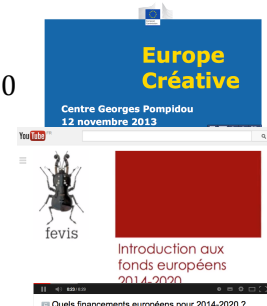 Europe
Créative
0
Centre Georges Pompidou
12 novembre 2013
YouTube
fevis
Introduction aux
fonds européens
2014-2020
Quels financements européens pour 2014-2020 ?